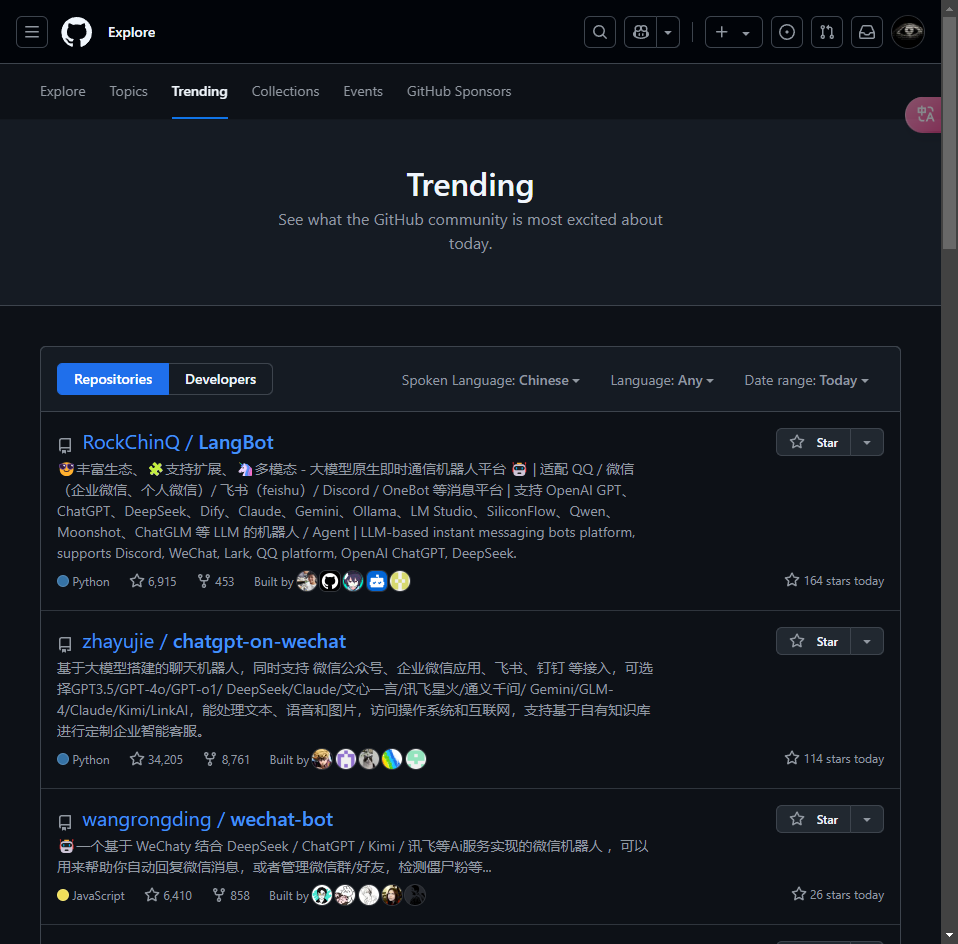 Explore
Explore Topics Trending Collections Events GitHub Sponsors
中A
Trending
See what the GitHub community is most excited about
today.
Repositories Developers Spoken Language: Chinese Language: Any Date range: Today
RockChinQ / LangBot Star
😎丰富生态、🧩支持扩展、🦄多模态 - 大模型原生即时通信机器人平台 🤖 | 适配 QQ / 微信
（企业微信、个人微信）/ 飞书（feishu）/ Discord / OneBot 等消息平台 | 支持 OpenAI GPT、
ChatGPT、DeepSeek、Dify、Claude、Gemini、Ollama、LM Studio、SiliconFlow、Qwen、
Moonshot、ChatGLM 等 LLM 的机器人 / Agent | LLM-based instant messaging bots platform,
supports Discord, WeChat, Lark, QQ platform, OpenAI ChatGPT, DeepSeek.
Python 6,915 453 Built by 164 stars today
zhayujie / chatgpt-on-wechat Star
基于大模型搭建的聊天机器人，同时支持 微信公众号、企业微信应用、飞书、钉钉 等接入，可选
择GPT3.5/GPT-4o/GPT-o1/ DeepSeek/Claude/文心一言/讯飞星火/通义千问/ Gemini/GLM-
4/Claude/Kimi/LinkAI，能处理文本、语音和图片，访问操作系统和互联网，支持基于自有知识库
进行定制企业智能客服。
Python 34,205 8,761 Built by 114 stars today
wangrongding / wechat-bot Star
🤖一个基于 WeChaty 结合 DeepSeek / ChatGPT / Kimi / 讯飞等Ai服务实现的微信机器人 ，可以
用来帮助你自动回复微信消息，或者管理微信群/好友，检测僵尸粉等...
JavaScript 6,410 858 Built by 26 stars today